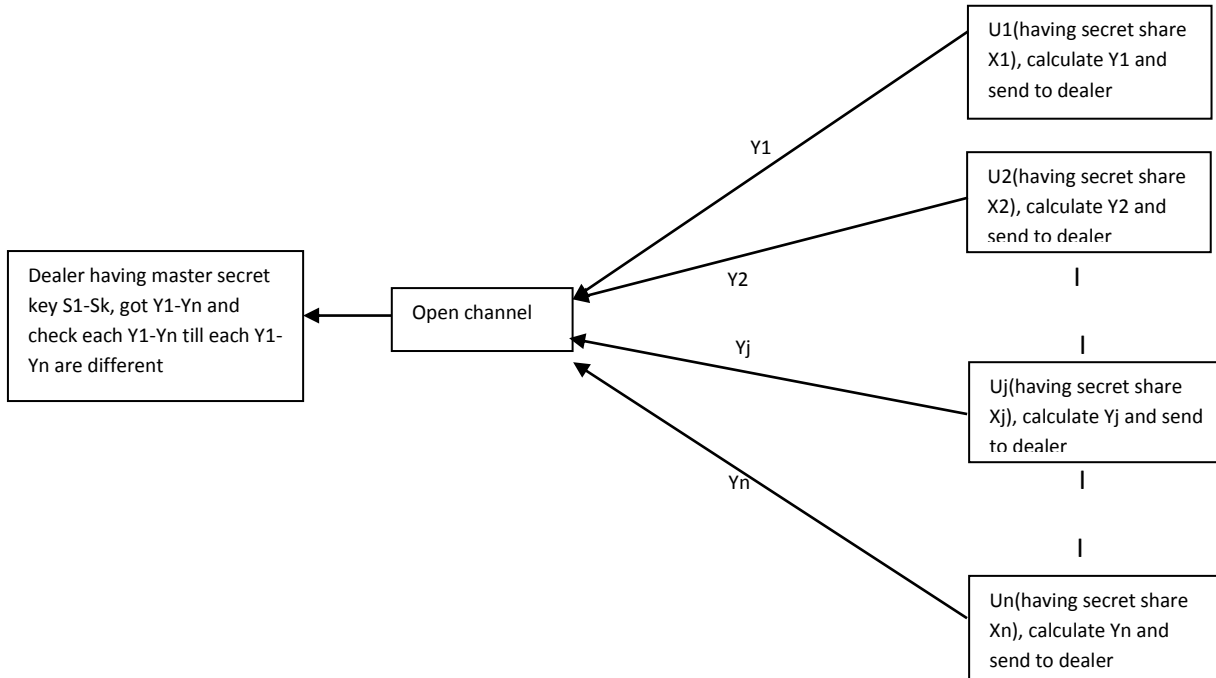 U1(having secret share
X1), calculate Y1 and
send to dealer
Y1
U2(having secret share
X2), calculate Y2 and
send to dealer
Dealer having master secret
key S1-Sk, got Y1-Yn and
check each Y1-Yn till each Y1-
Yn are different
Open channel
Y2
Yj
Uj(having secret share
Xj), calculate Yj and send
to dealer
Yn
Un(having secret share
Xn), calculate Yn and
send to dealer